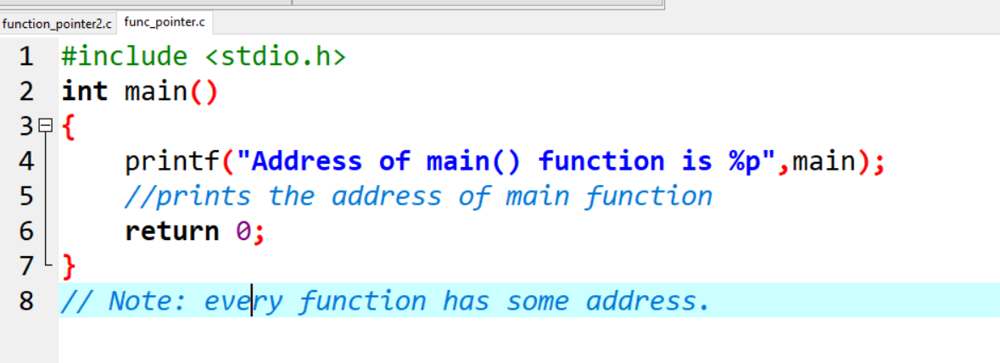 function_pointer2.c func_pointer.c
1 #include <stdio.h>
2 int main()
3 {
4 printf("Address of main() function is %p",main);
5 //prints the address of main function
6 return 0;
7 }
8 // Note: every function has some address.